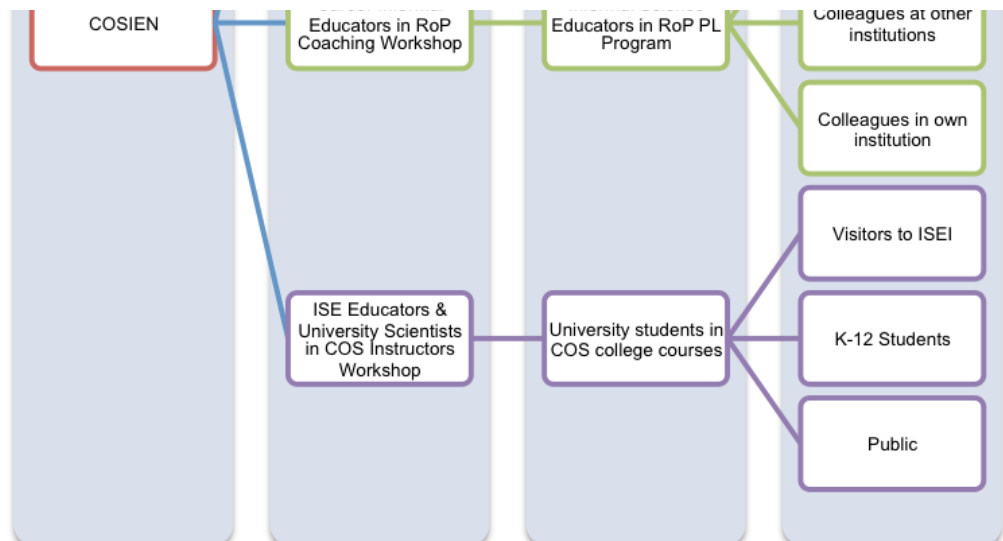 COSIEN
Educators in RoP
Coaching Workshop
Educators in RoP PL
Program
Colleagues at other
institutions
Colleagues in own
institution
Visitors to ISEI
ISE Educators &
University Scientists
in COS Instructors
Workshop
University students in
COS college courses
K-12 Students
Public